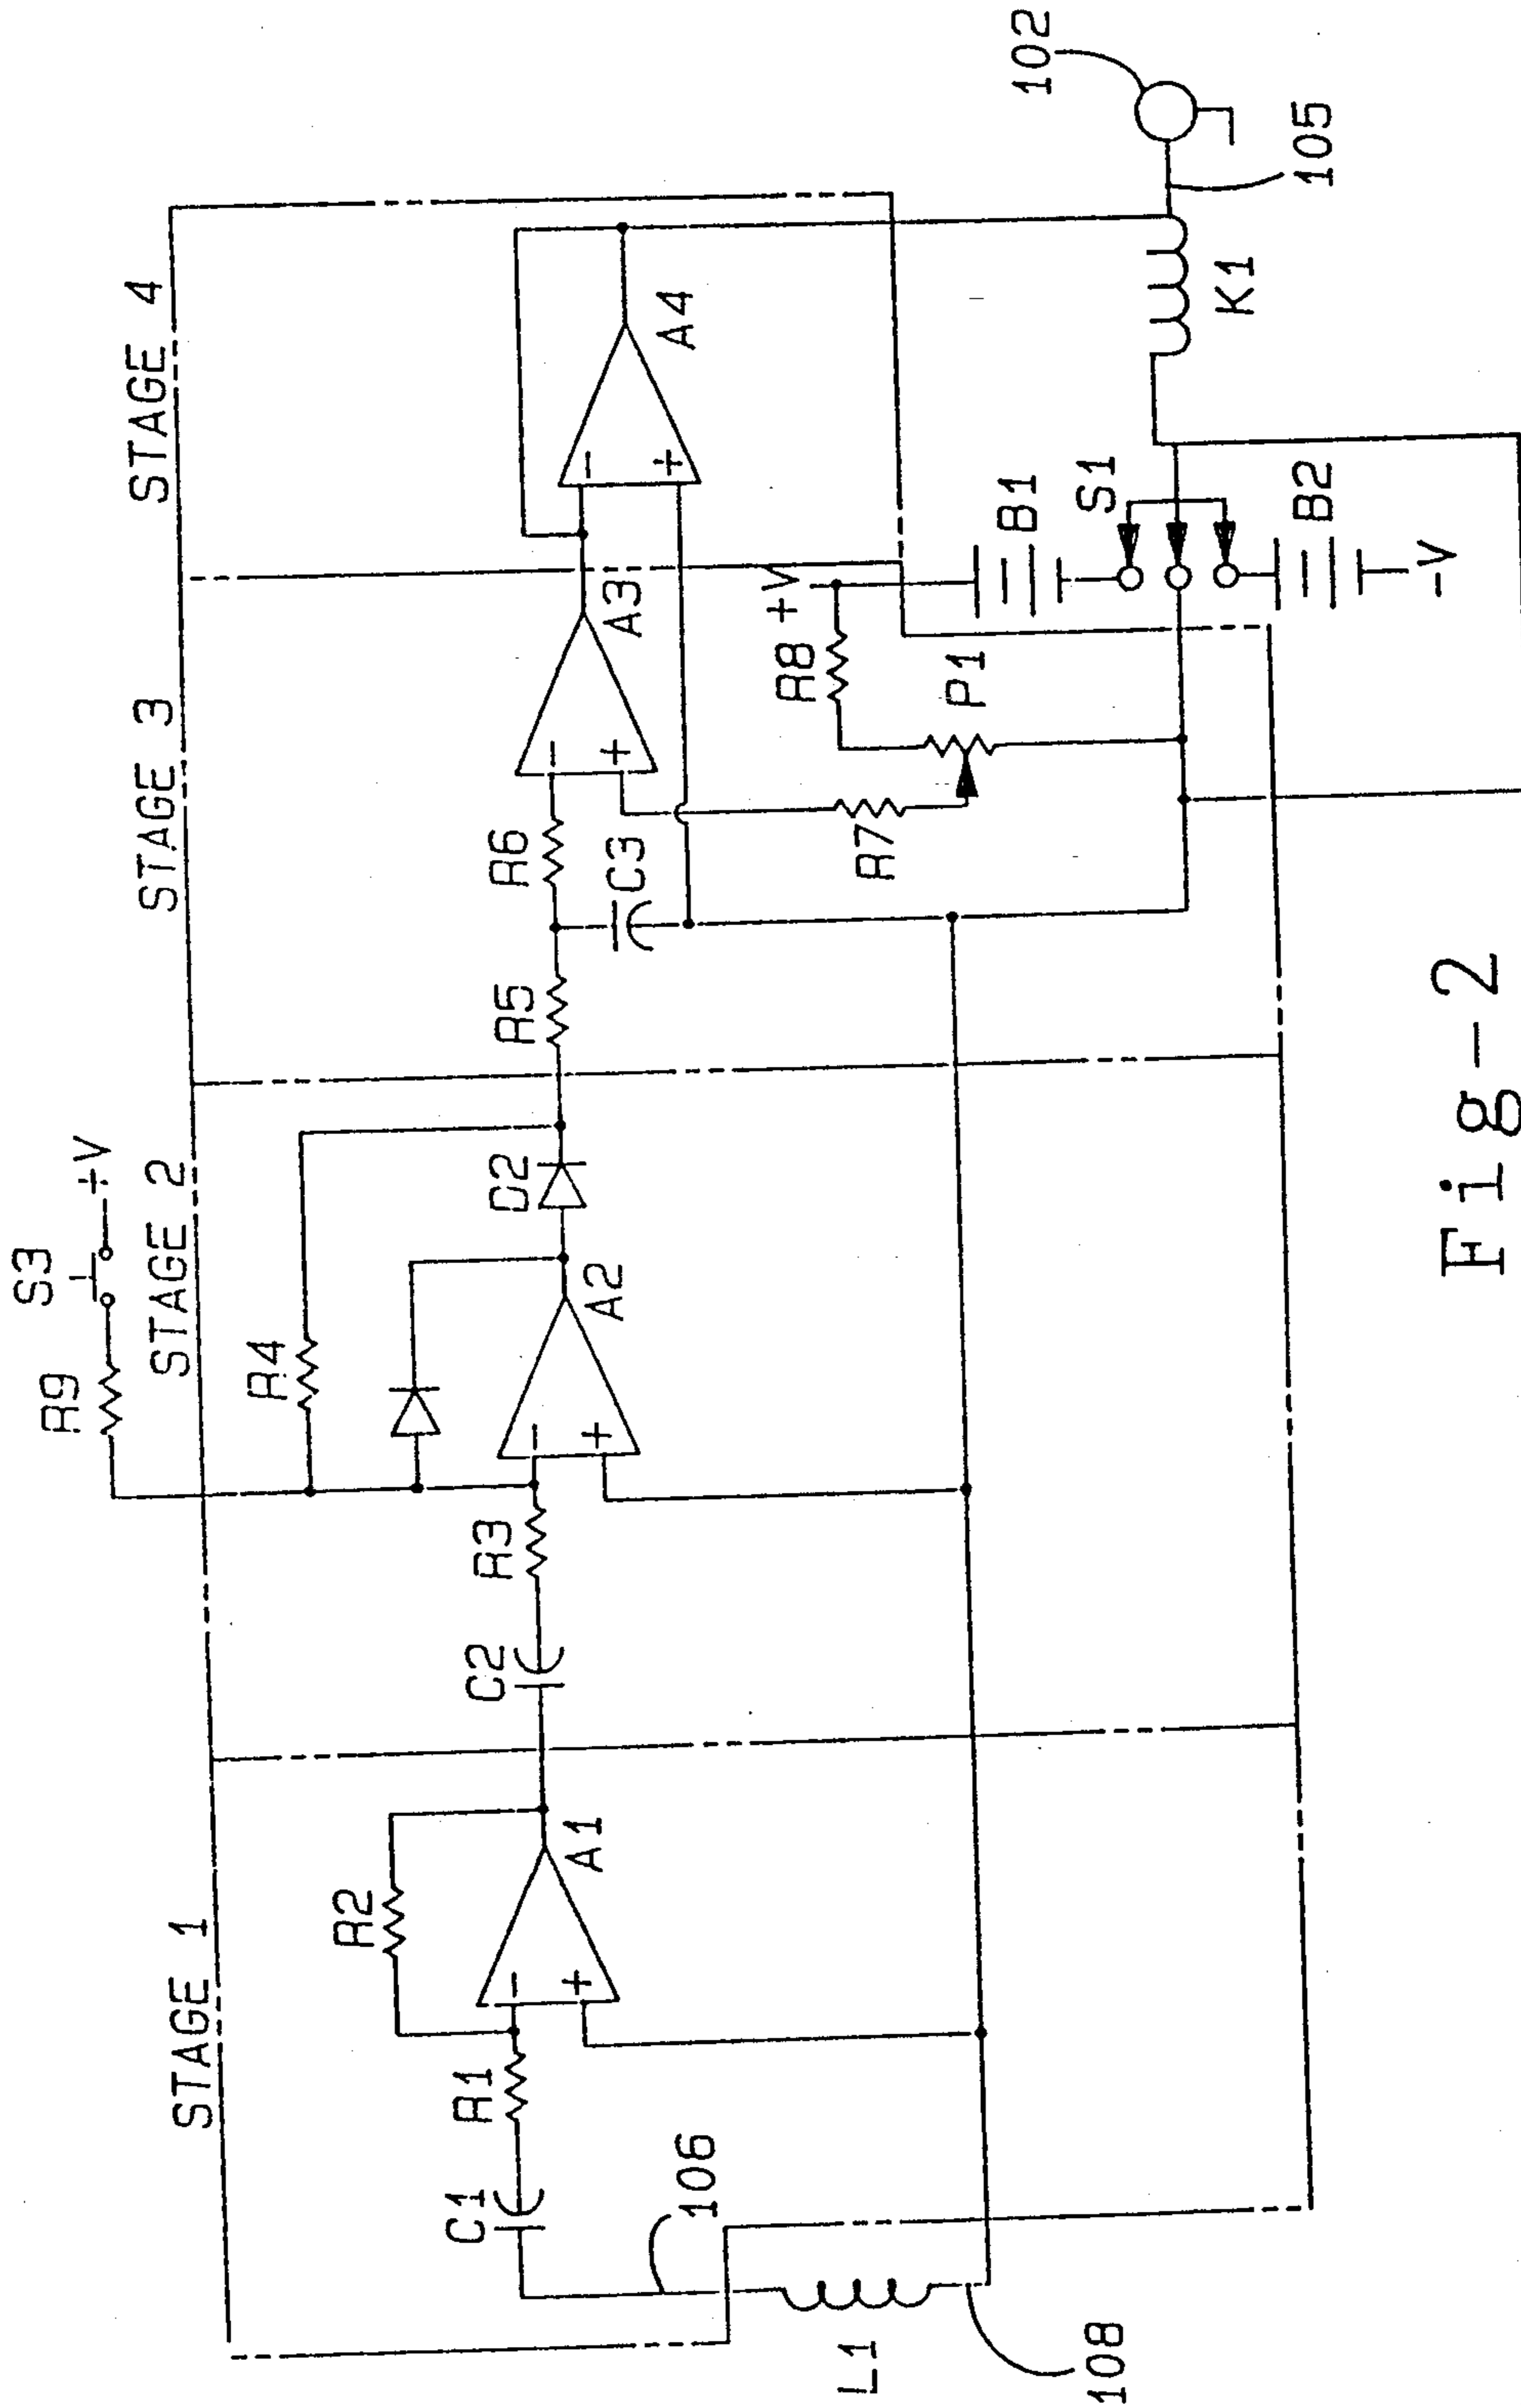 S3
R9
+V
STAGE 1
STAGE 2
STAGE 3
STAGE 4
R2
R4
C1
R1
A1
C2
R3
A2
D2
R5
R6
C3
A3
A4
−
+
−
+
−
+
−
+
106
L1
108
R7
R8
+V
P1
B1
S1
B2
-V
K1
102
105
Fig-2